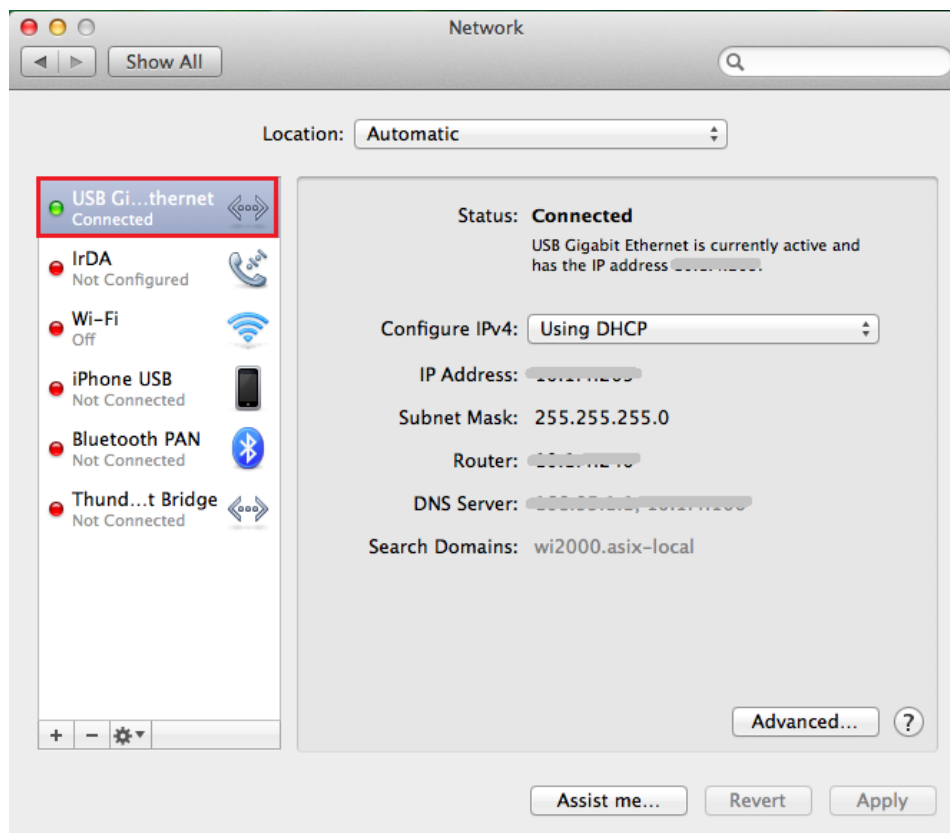 Network
Show All
Location: Automatic
USB Gi...thernet
Connected
IrDA
Not Configured
Wi-Fi
Off
iPhone USB
Not Connected
Bluetooth PAN
Not Connected
Thund...t Bridge
Not Connected
Status: Connected
USB Gigabit Ethernet is currently active and
has the IP address
Configure IPv4: Using DHCP
IP Address:
Subnet Mask: 255.255.255.0
Router:
DNS Server:
Search Domains: wi2000.asix-local
+ −
Advanced... ?
Assist me... Revert Apply